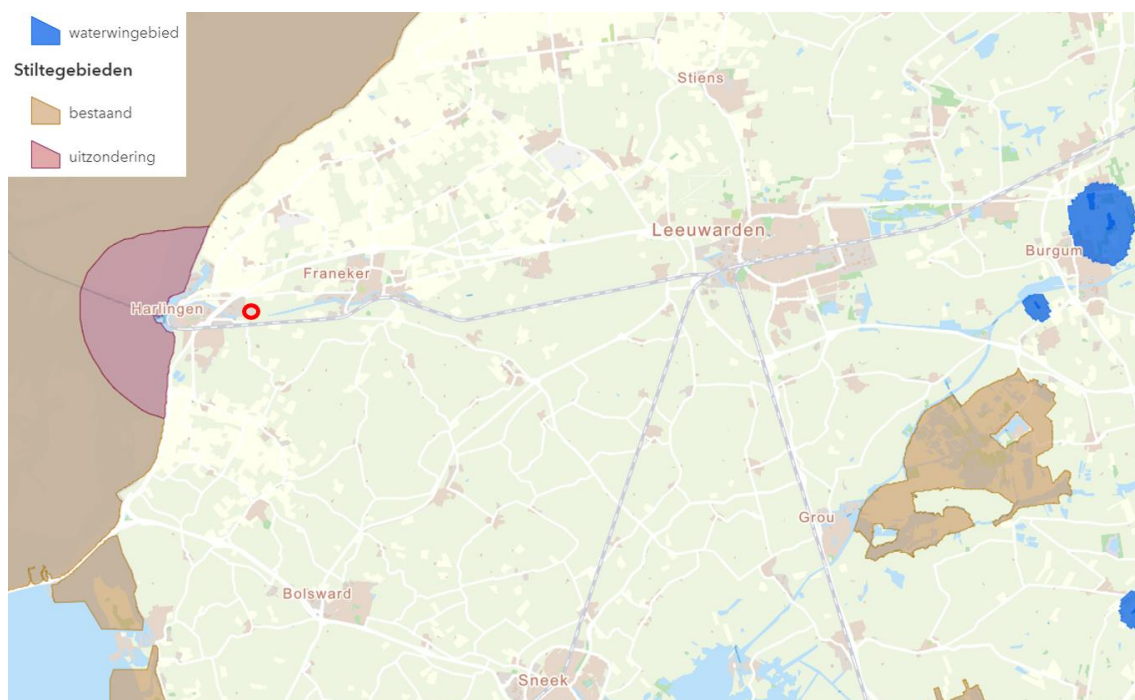 waterwingebied
Stiltegebieden
bestaand
uitzondering
Stiens
Leeuwarden
Burgum
Franeker
Harlingen
Grou
Bolsward
Sneek